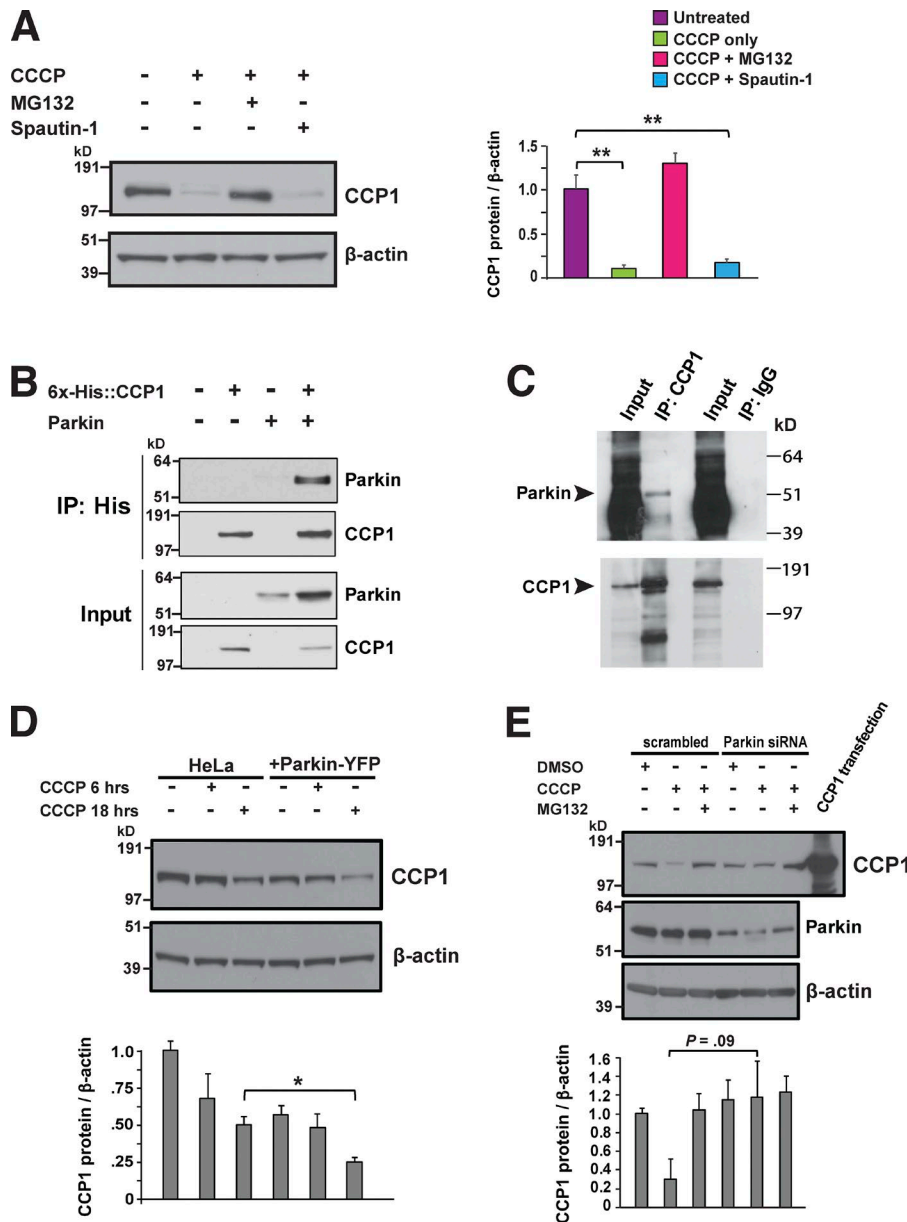 A
CCCP - + + +
MG132 - - + -
Spautin-1 - - - +
kD
191
97
CCP1
51
39
β-actin
Untreated
CCCP only
CCCP + MG132
CCCP + Spautin-1
**
**
CCP1 protein / β-actin
1.5
1.0
0.5
0
B
6x-His::CCP1 - + - +
Parkin - - + +
kD
IP: His
64
51
Parkin
191
97
CCP1
Input
64
51
Parkin
191
97
CCP1
C
Input IP: CCP1 Input IP: IgG
kD
Parkin
64
51
39
CCP1
191
97
D
HeLa +Parkin-YFP
CCCP 6 hrs - + - - + -
CCCP 18 hrs - - + - - +
kD
191
97
CCP1
51
39
β-actin
CCP1 protein / β-actin
1.0
.75
.50
.25
0
*
E
scrambled Parkin siRNA CCP1 transfection
DMSO + - - + - -
CCCP - + + - + +
MG132 - - + - - +
kD
191
97
CCP1
64
51
Parkin
39
β-actin
P = .09
CCP1 protein / β-actin
1.6
1.4
1.2
1.0
0.8
0.6
0.4
0.2
0